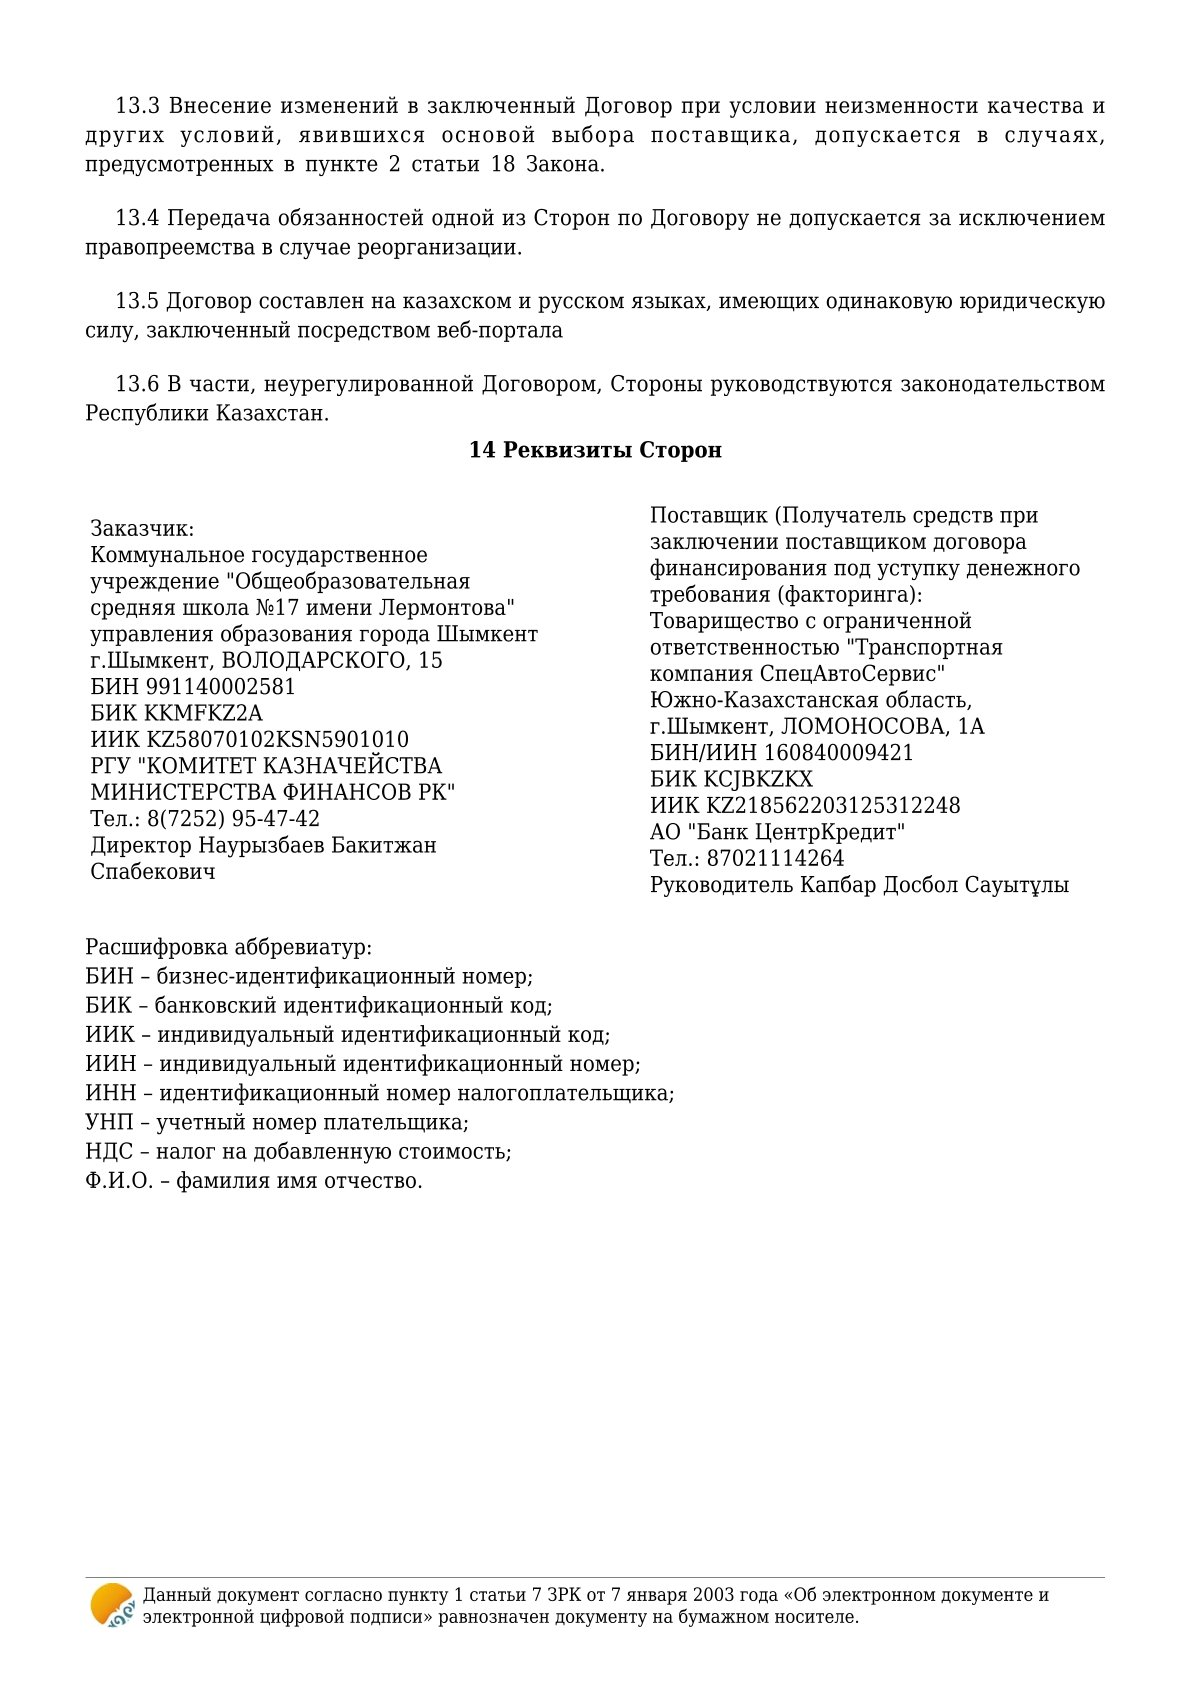 13.3 Внесение изменений в заключенный Договор при условии неизменности качества и
других условий, явившихся основой выбора поставщика, допускается в случаях,
предусмотренных в пункте 2 статьи 18 Закона.
13.4 Передача обязанностей одной из Сторон по Договору не допускается за исключением
правопреемства в случае реорганизации.
13.5 Договор составлен на казахском и русском языках, имеющих одинаковую юридическую
силу, заключенный посредством веб-портала
13.6 В части, неурегулированной Договором, Стороны руководствуются законодательством
Республики Казахстан.
14 Реквизиты Сторон
Заказчик:
Коммунальное государственное
учреждение "Общеобразовательная
средняя школа №17 имени Лермонтова"
управления образования города Шымкент
г.Шымкент, ВОЛОДАРСКОГО, 15
БИН 991140002581
БИК KKMFKZ2A
ИИК KZ58070102KSN5901010
РГУ "КОМИТЕТ КАЗНАЧЕЙСТВА
МИНИСТЕРСТВА ФИНАНСОВ РК"
Тел.: 8(7252) 95-47-42
Директор Наурызбаев Бакитжан
Спабекович
Поставщик (Получатель средств при
заключении поставщиком договора
финансирования под уступку денежного
требования (факторинга):
Товарищество с ограниченной
ответственностью "Транспортная
компания СпецАвтоСервис"
Южно-Казахстанская область,
г.Шымкент, ЛОМОНОСОВА, 1А
БИН/ИИН 160840009421
БИК KCJBKZKX
ИИК KZ218562203125312248
АО "Банк ЦентрКредит"
Тел.: 87021114264
Руководитель Капбар Досбол Сауытұлы
Расшифровка аббревиатур:
БИН – бизнес-идентификационный номер;
БИК – банковский идентификационный код;
ИИК – индивидуальный идентификационный код;
ИИН – индивидуальный идентификационный номер;
ИНН – идентификационный номер налогоплательщика;
УНП – учетный номер плательщика;
НДС – налог на добавленную стоимость;
Ф.И.О. – фамилия имя отчество.
Данный документ согласно пункту 1 статьи 7 ЗРК от 7 января 2003 года «Об электронном документе и
электронной цифровой подписи» равнозначен документу на бумажном носителе.